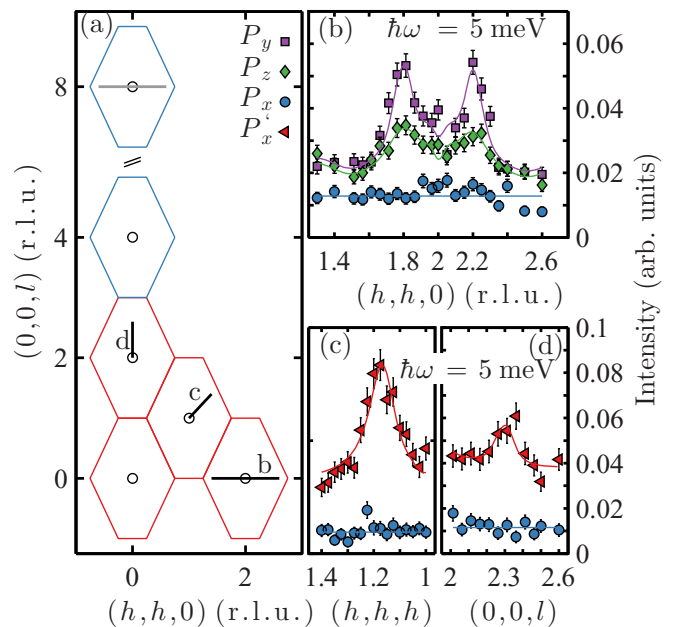 (a)
P_y
P_z
P_x
P_x'
(b)
ħω = 5 meV
0.06
0.04
0.02
0
1.4 1.8 2 2.2 2.6
(h,h,0) (r.l.u.)
8
4
2
0
(0,0,l) (r.l.u.)
d
c
b
0 2
(h,h,0) (r.l.u.)
Intensity (arb. units)
(c)
ħω = 5 meV
(d)
0.1
0.08
0.06
0.04
0.02
0
1.4 1.2 1
(h,h,h)
2 2.3 2.6
(0,0,l)